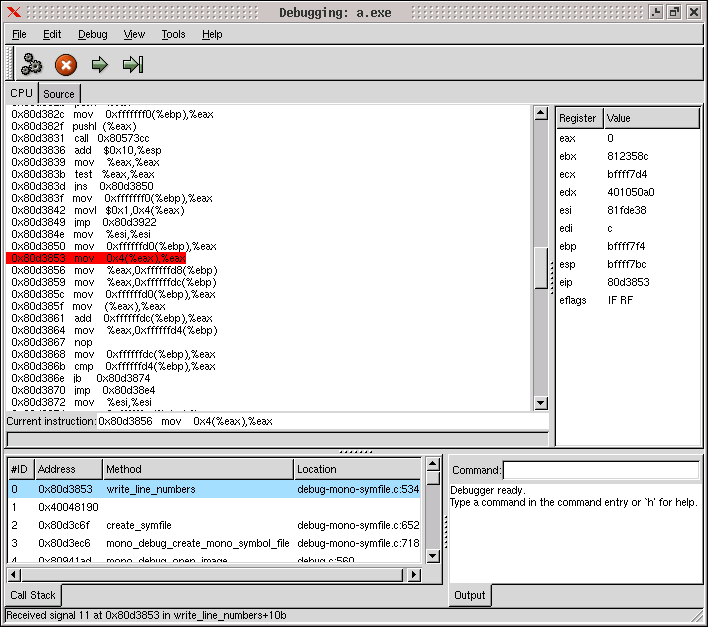 Debugging: a.exe
File Edit Debug View Tools Help
CPU Source
0x80d382c mov 0xfffffff0(%ebp),%eax
0x80d382f pushl (%eax)
0x80d3831 call 0x80573cc
0x80d3836 add $0x10,%esp
0x80d3839 mov %eax,%eax
0x80d383b test %eax,%eax
0x80d383d jns 0x80d3850
0x80d383f mov 0xfffffff0(%ebp),%eax
0x80d3842 movl $0x1,0x4(%eax)
0x80d3849 jmp 0x80d3922
0x80d384e mov %esi,%esi
0x80d3850 mov 0xffffffd0(%ebp),%eax
0x80d3853 mov 0x4(%eax),%eax
0x80d3856 mov %eax,0xffffffd8(%ebp)
0x80d3859 mov %eax,0xffffffdc(%ebp)
0x80d385c mov 0xffffffd0(%ebp),%eax
0x80d385f mov (%eax),%eax
0x80d3861 add 0xffffffdc(%ebp),%eax
0x80d3864 mov %eax,0xffffffd4(%ebp)
0x80d3867 nop
0x80d3868 mov 0xffffffdc(%ebp),%eax
0x80d386b cmp 0xffffffd4(%ebp),%eax
0x80d386e jb 0x80d3874
0x80d3870 jmp 0x80d38e4
0x80d3872 mov %esi,%esi
Current instruction: 0x80d3856 mov 0x4(%eax),%eax
Register Value
eax 0
ebx 812358c
ecx bffff7d4
edx 401050a0
esi 81fde38
edi c
ebp bffff7f4
esp bffff7bc
eip 80d3853
eflags IF RF
#ID Address Method Location
0 0x80d3853 write_line_numbers debug-mono-symfile.c:534
1 0x40048190
2 0x80d3c6f create_symfile debug-mono-symfile.c:652
3 0x80d3ec6 mono_debug_create_mono_symbol_file debug-mono-symfile.c:718
4 0x80941ad mono_debug_open_image debug.c:560
Call Stack
Command:
Debugger ready.
Type a command in the command entry or `h' for help.
Output
Received signal 11 at 0x80d3853 in write_line_numbers+10b